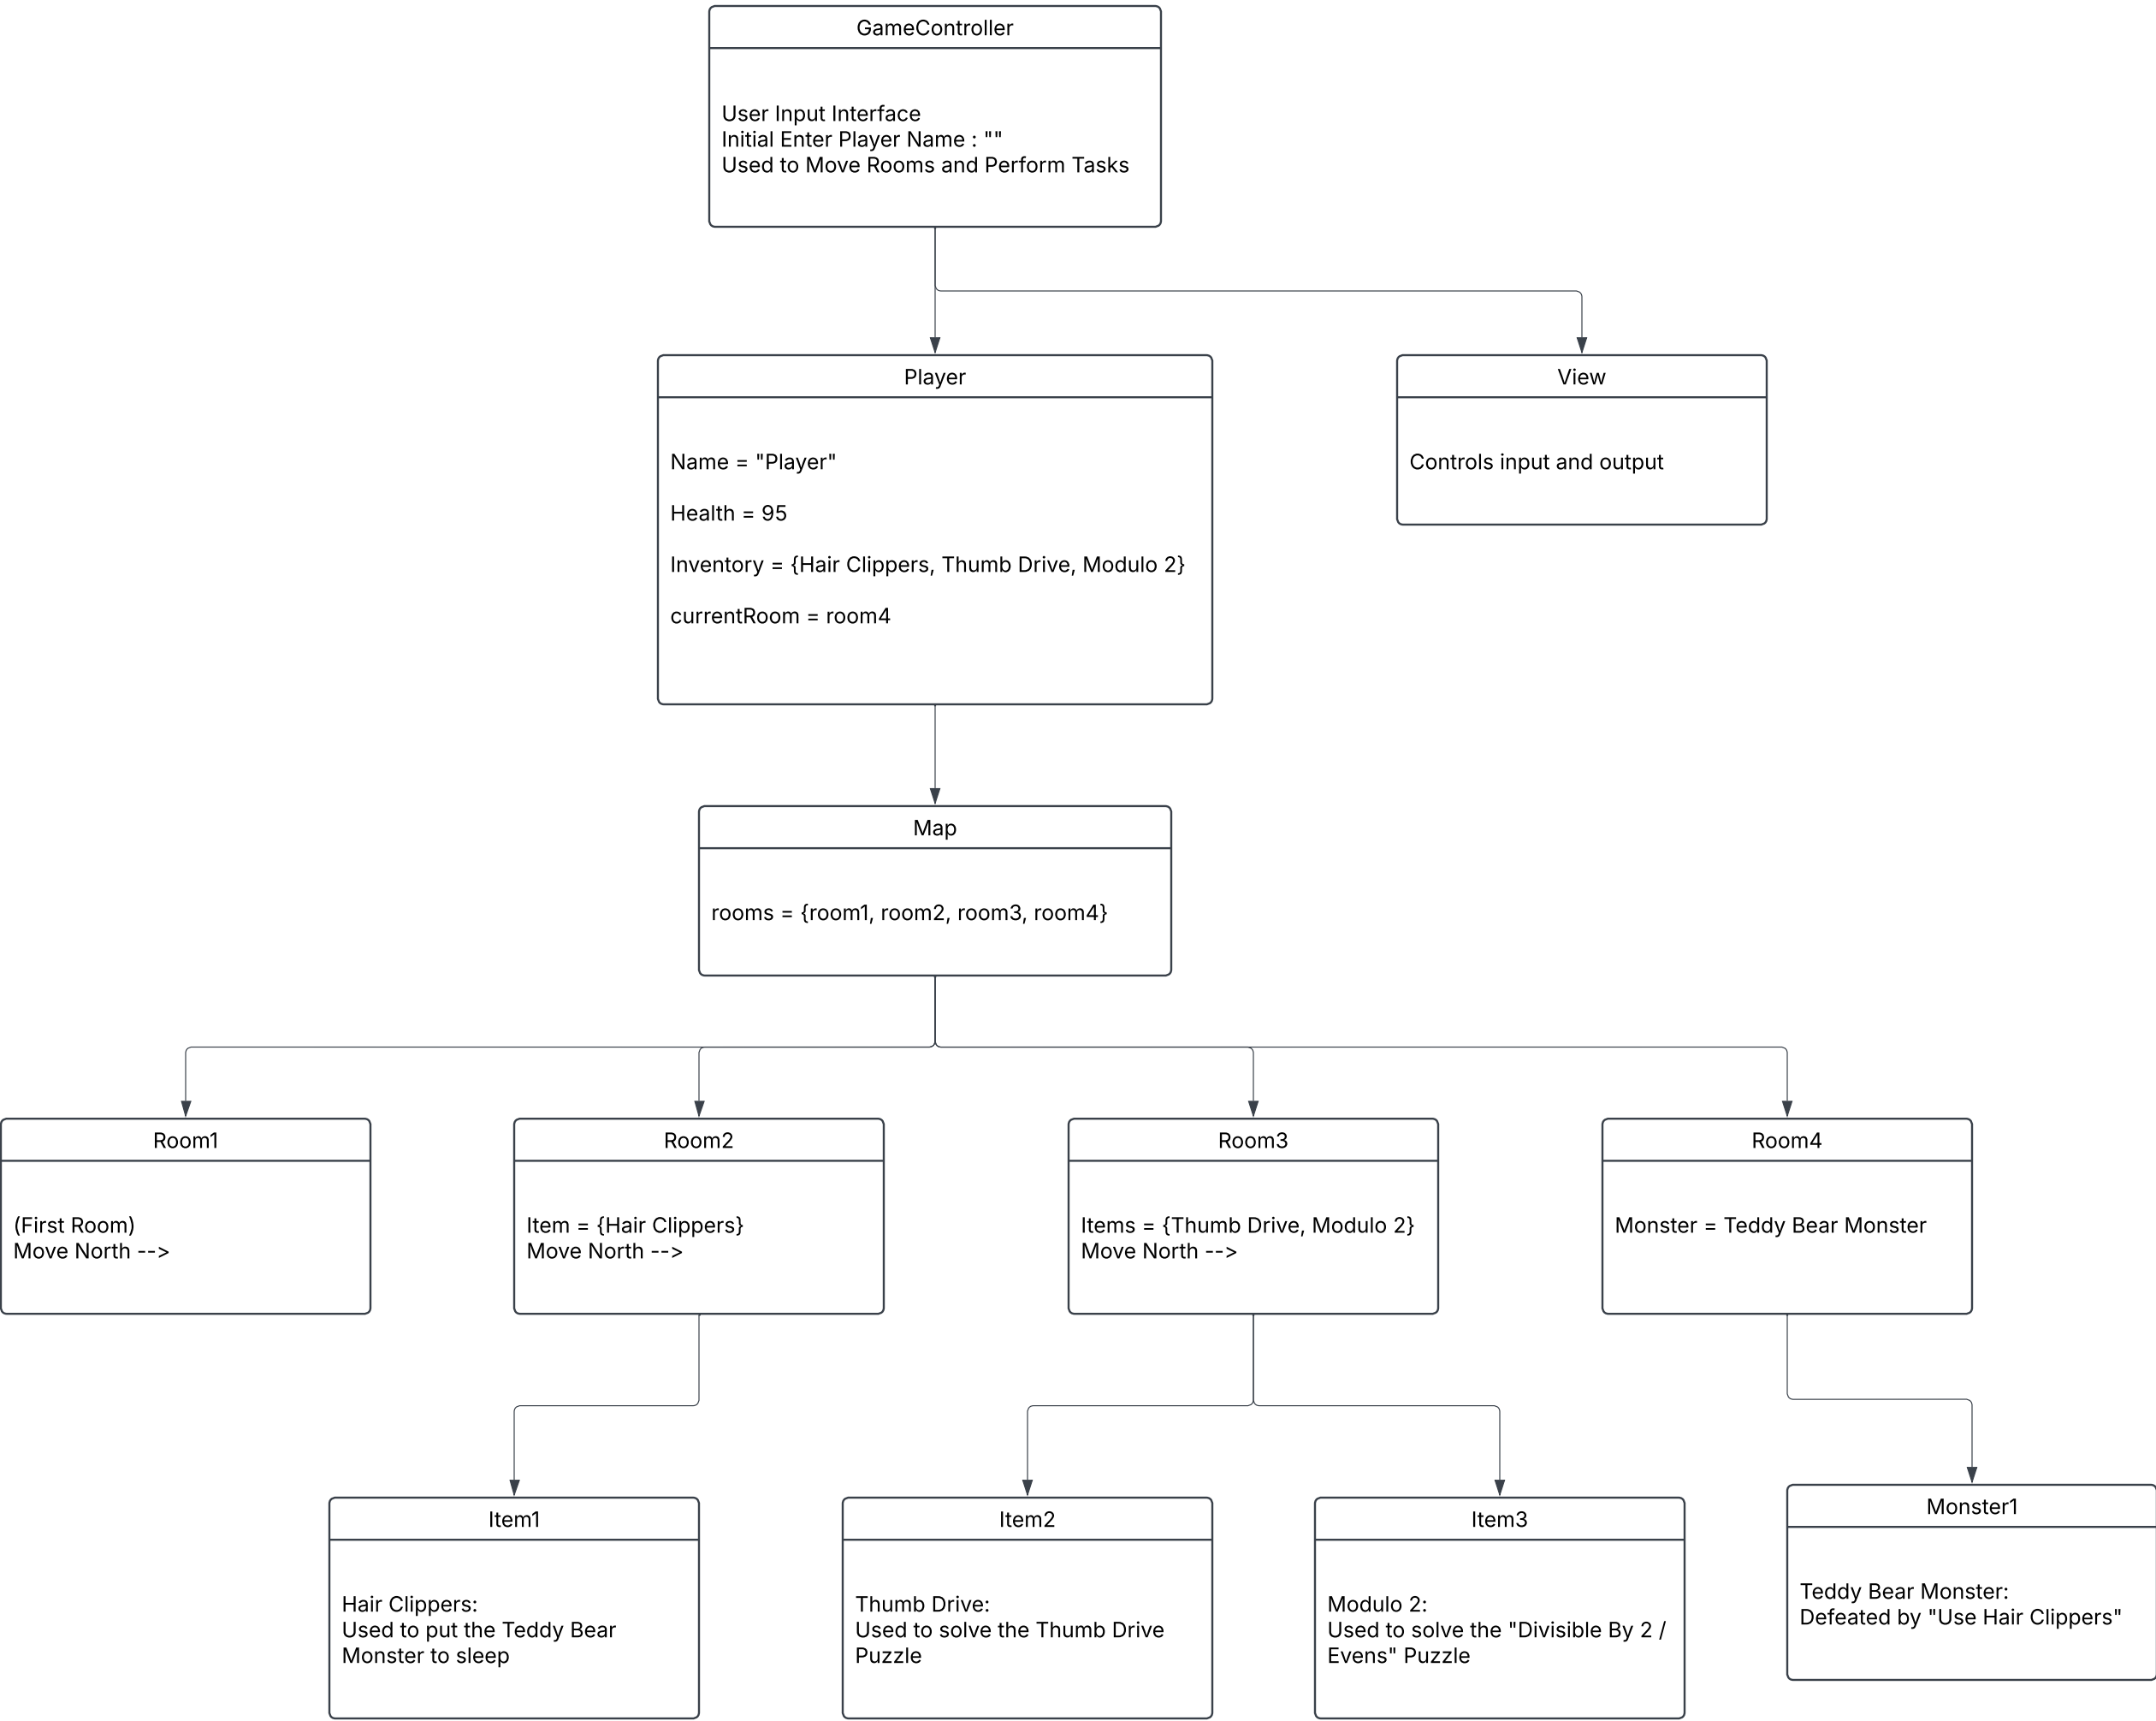 GameController
User Input Interface
Initial Enter Player Name : ""
Used to Move Rooms and Perform Tasks
Player
Name = "Player"
Health = 95
Inventory = {Hair Clippers, Thumb Drive, Modulo 2}
currentRoom = room4
View
Controls input and output
Map
rooms = {room1, room2, room3, room4}
Room1
(First Room)
Move North -->
Room2
Item = {Hair Clippers}
Move North -->
Room3
Items = {Thumb Drive, Modulo 2}
Move North -->
Room4
Monster = Teddy Bear Monster
Item1
Hair Clippers:
Used to put the Teddy Bear
Monster to sleep
Item2
Thumb Drive:
Used to solve the Thumb Drive
Puzzle
Item3
Modulo 2:
Used to solve the "Divisible By 2 /
Evens" Puzzle
Monster1
Teddy Bear Monster:
Defeated by "Use Hair Clippers"